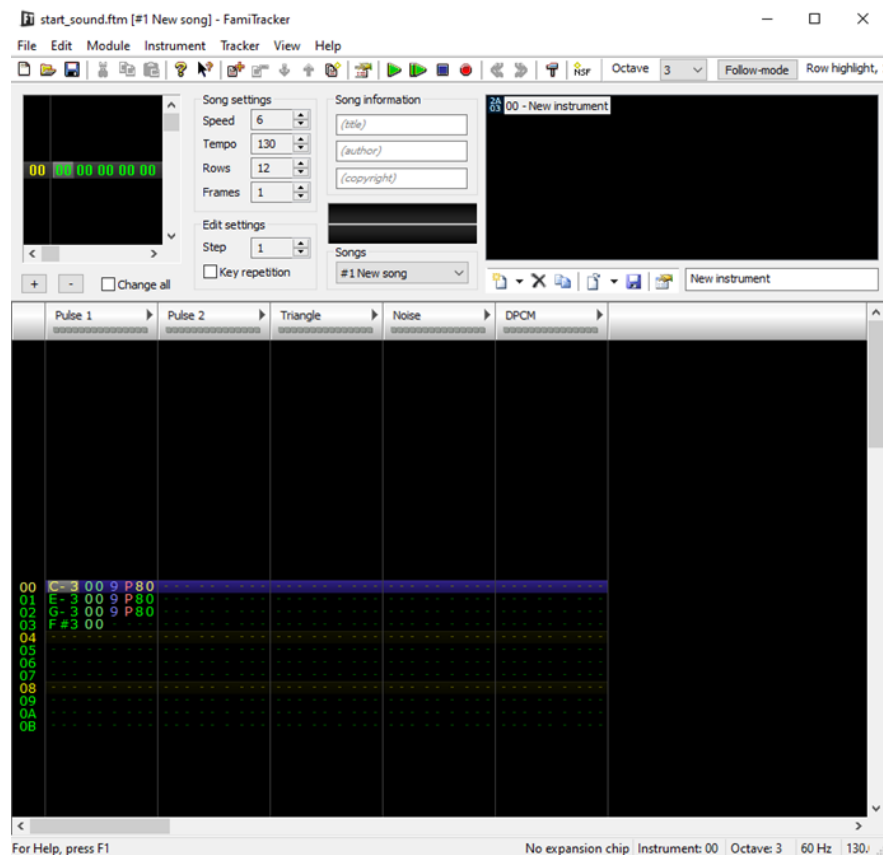 start_sound.ftm [#1 New song] - FamiTracker
File Edit Module Instrument Tracker View Help
NSF Octave 3 Follow-mode Row highlight,
Song settings
Speed 6
Tempo 130
Rows 12
Frames 1
Song information
(title)
(author)
(copyright)
2A03 00 - New instrument
00 00 00 00 00 00
Edit settings
Step 1
Key repetition
Songs
#1 New song
+ - Change all
New instrument
Pulse 1 Pulse 2 Triangle Noise DPCM
00 C-3 00 9 P80
01 E-3 00 9 P80
02 G-3 00 9 P80
03 F#3 00
04
05
06
07
08
09
0A
0B
For Help, press F1
No expansion chip Instrument: 00 Octave: 3 60 Hz 130.